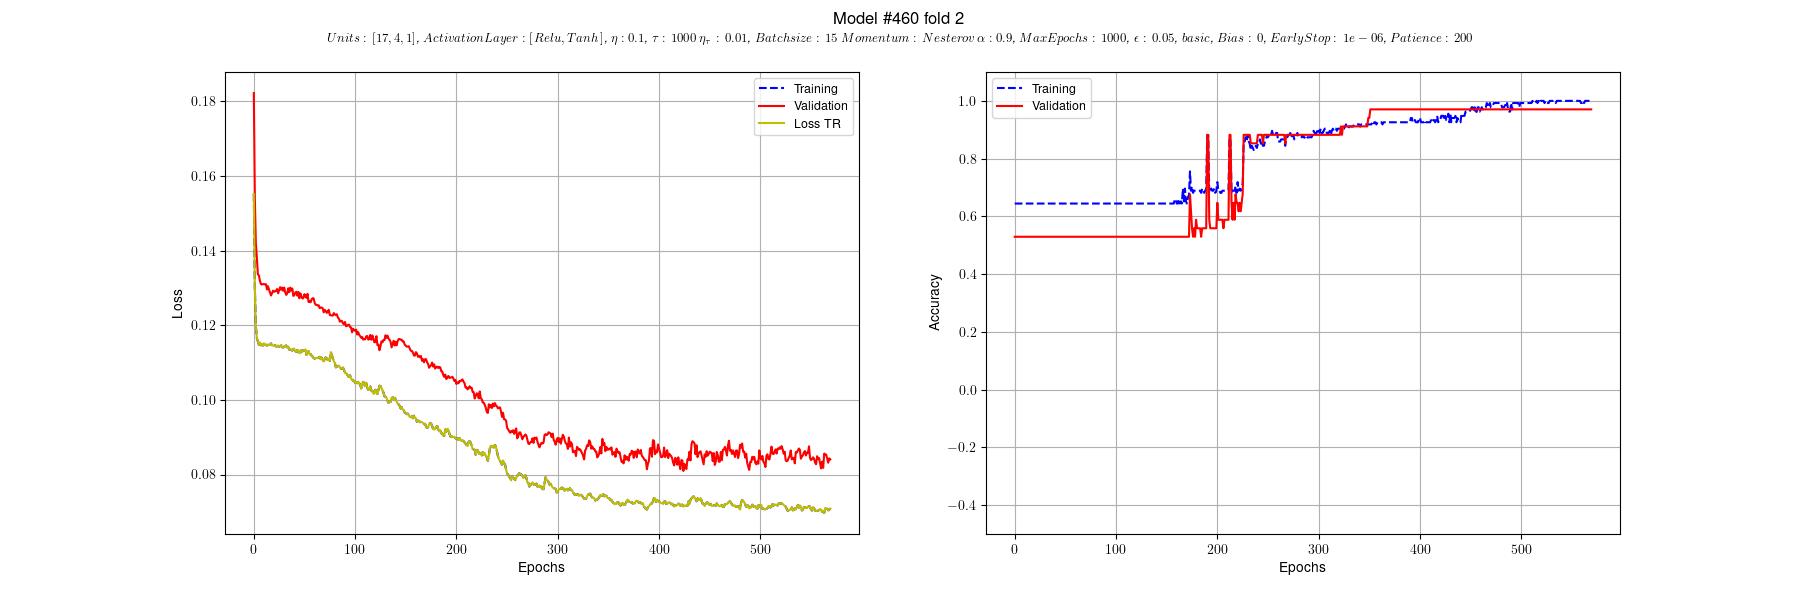 Model #460 fold 2
Units : [17, 4, 1], ActivationLayer : [Relu, Tanh], η : 0.1, τ : 1000 ητ : 0.01, Batchsize : 15 Momentum : Nesterov α : 0.9, MaxEpochs : 1000, ϵ : 0.05, basic, Bias : 0, EarlyStop : 1e − 06, Patience : 200
Training
Validation
Loss TR
0.18
0.16
0.14
0.12
0.10
0.08
Loss
0 100 200 300 400 500
Epochs
Training
Validation
1.0
0.8
0.6
0.4
0.2
0.0
−0.2
−0.4
Accuracy
0 100 200 300 400 500
Epochs